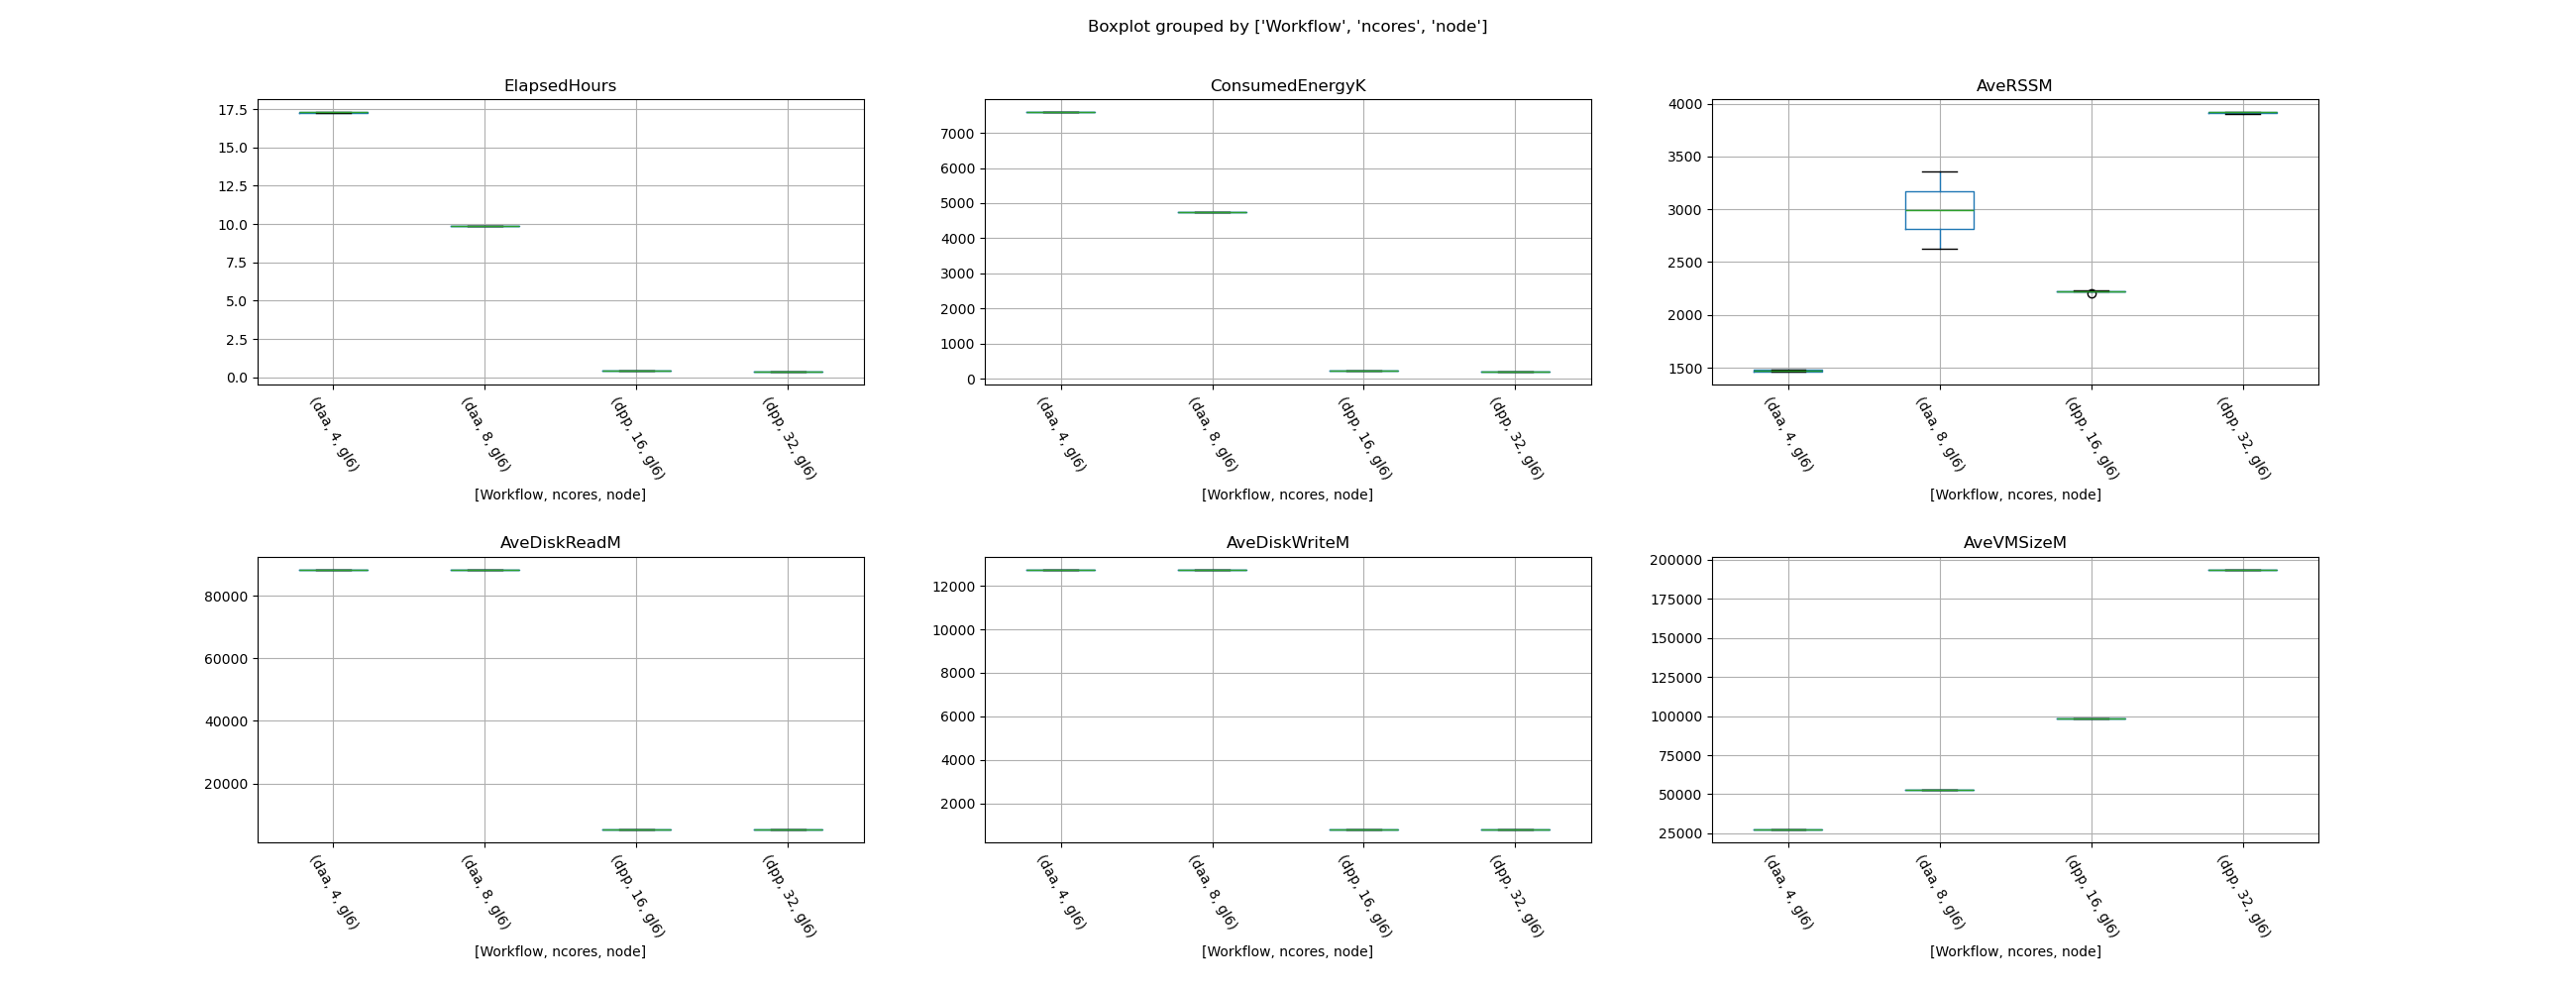 Boxplot grouped by ['Workflow', 'ncores', 'node']
ElapsedHours
17.5
15.0
12.5
10.0
7.5
5.0
2.5
0.0
(daa, 4, gl6)
(daa, 8, gl6)
(dpp, 16, gl6)
(dpp, 32, gl6)
[Workflow, ncores, node]
ConsumedEnergyK
7000
6000
5000
4000
3000
2000
1000
0
(daa, 4, gl6)
(daa, 8, gl6)
(dpp, 16, gl6)
(dpp, 32, gl6)
[Workflow, ncores, node]
AveRSSM
4000
3500
3000
2500
2000
1500
(daa, 4, gl6)
(daa, 8, gl6)
(dpp, 16, gl6)
(dpp, 32, gl6)
[Workflow, ncores, node]
AveDiskReadM
80000
60000
40000
20000
(daa, 4, gl6)
(daa, 8, gl6)
(dpp, 16, gl6)
(dpp, 32, gl6)
[Workflow, ncores, node]
AveDiskWriteM
12000
10000
8000
6000
4000
2000
(daa, 4, gl6)
(daa, 8, gl6)
(dpp, 16, gl6)
(dpp, 32, gl6)
[Workflow, ncores, node]
AveVMSizeM
200000
175000
150000
125000
100000
75000
50000
25000
(daa, 4, gl6)
(daa, 8, gl6)
(dpp, 16, gl6)
(dpp, 32, gl6)
[Workflow, ncores, node]